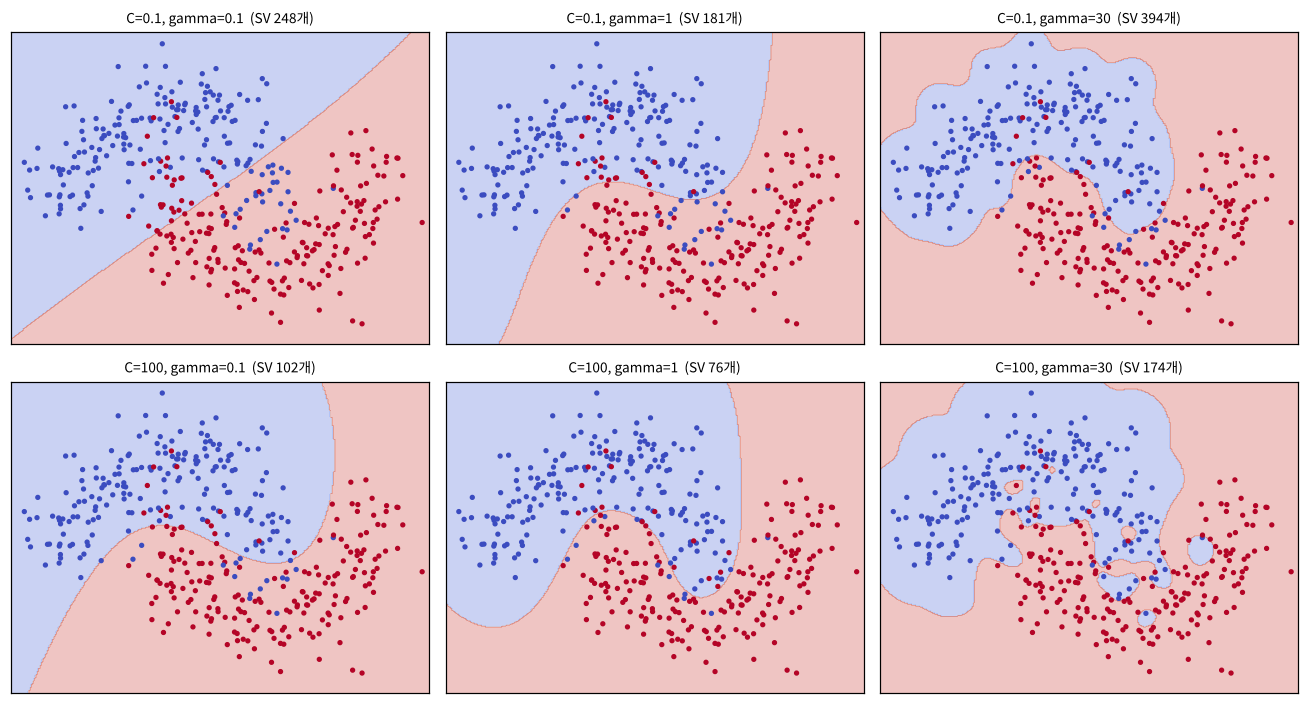 C=0.1, gamma=0.1 (SV 248개)
C=0.1, gamma=1 (SV 181개)
C=0.1, gamma=30 (SV 394개)
C=100, gamma=0.1 (SV 102개)
C=100, gamma=1 (SV 76개)
C=100, gamma=30 (SV 174개)